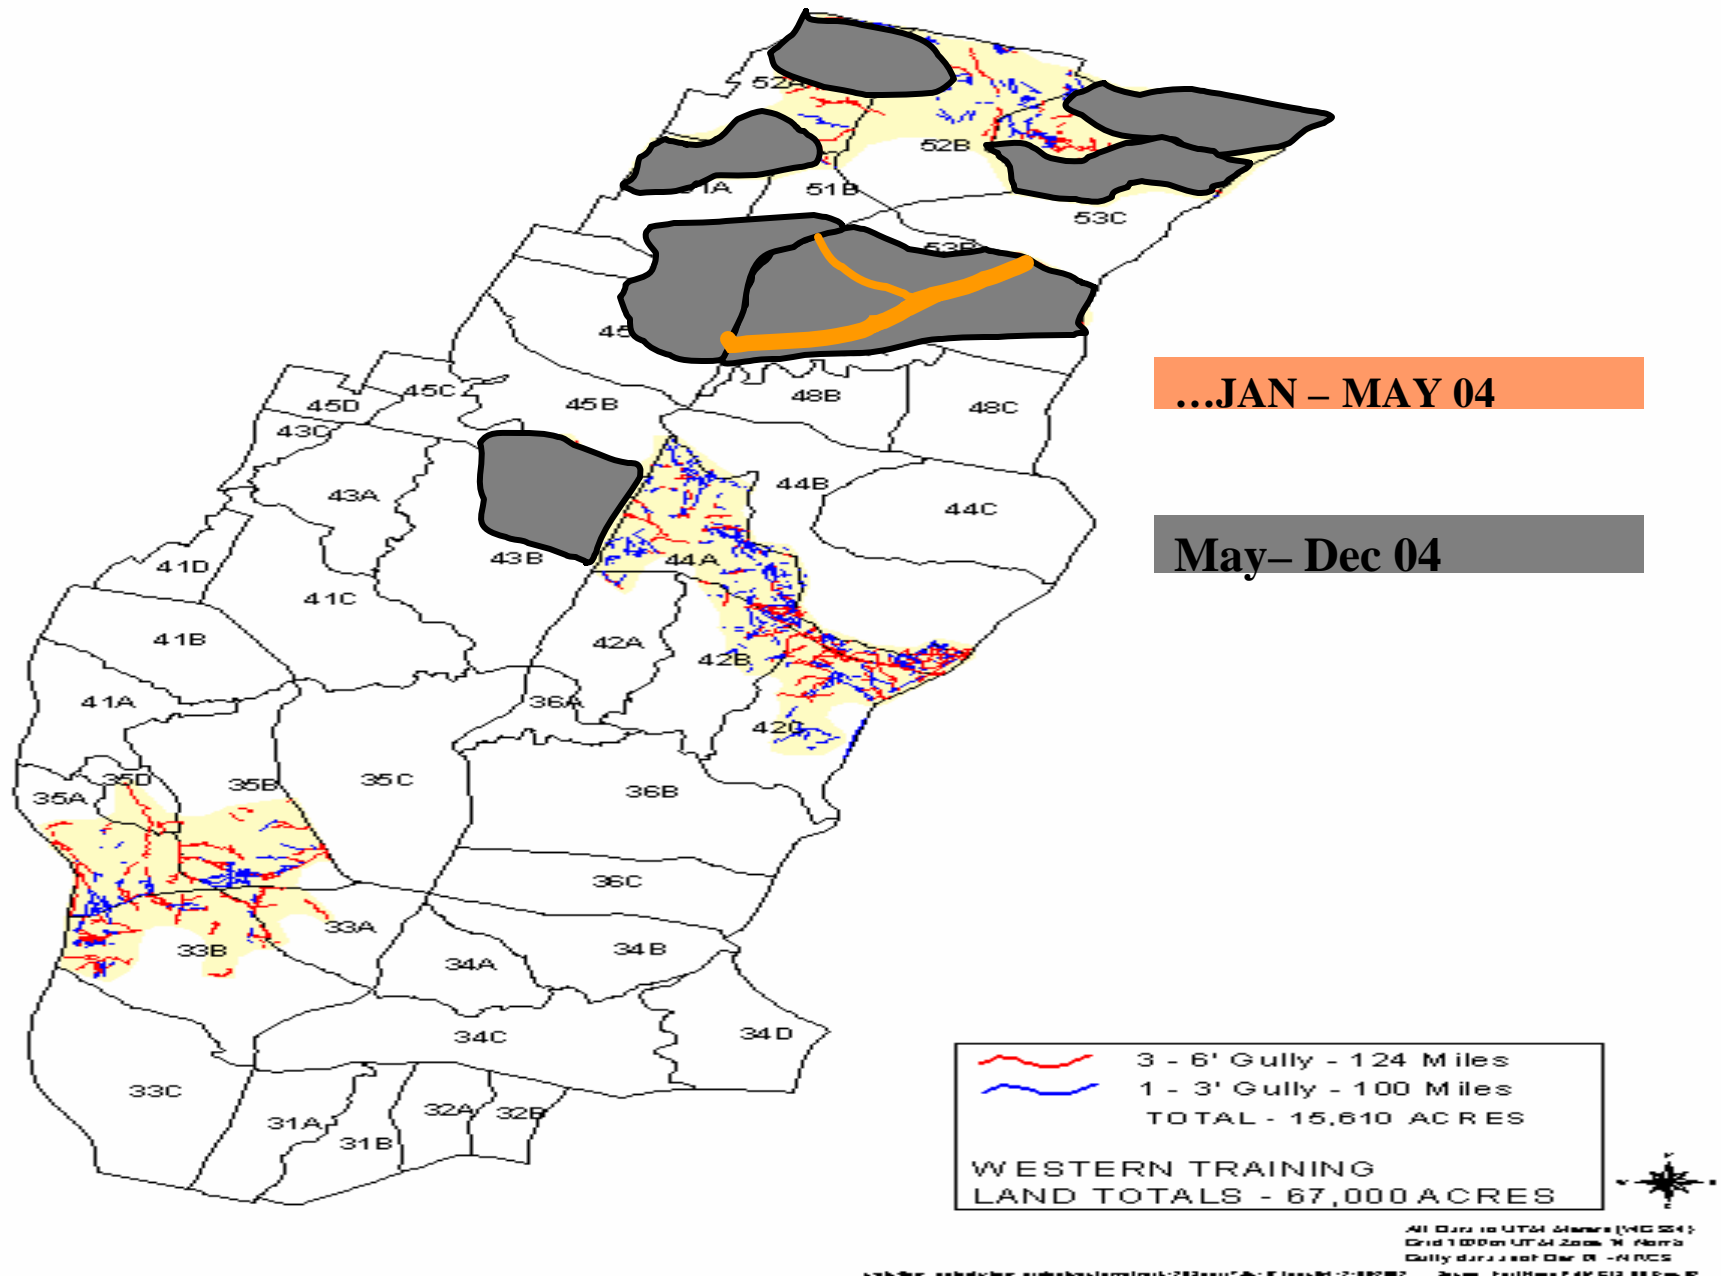 52A
52B
51B
53C
48B
48C
45C
45D
45B
43C
43A
44B
44C
43B
44A
41D
41C
41B
42A
42B
41A
36A
35D
35B
35C
35A
36B
36C
33A
33B
34B
34A
34C
34D
33C
31A
31B
32A
32B
…JAN – MAY 04
May– Dec 04
3 - 6' Gully - 124 Miles
1 - 3' Gully - 100 Miles
TOTAL - 15,610 ACRES
WESTERN TRAINING
LAND TOTALS - 67,000 ACRES